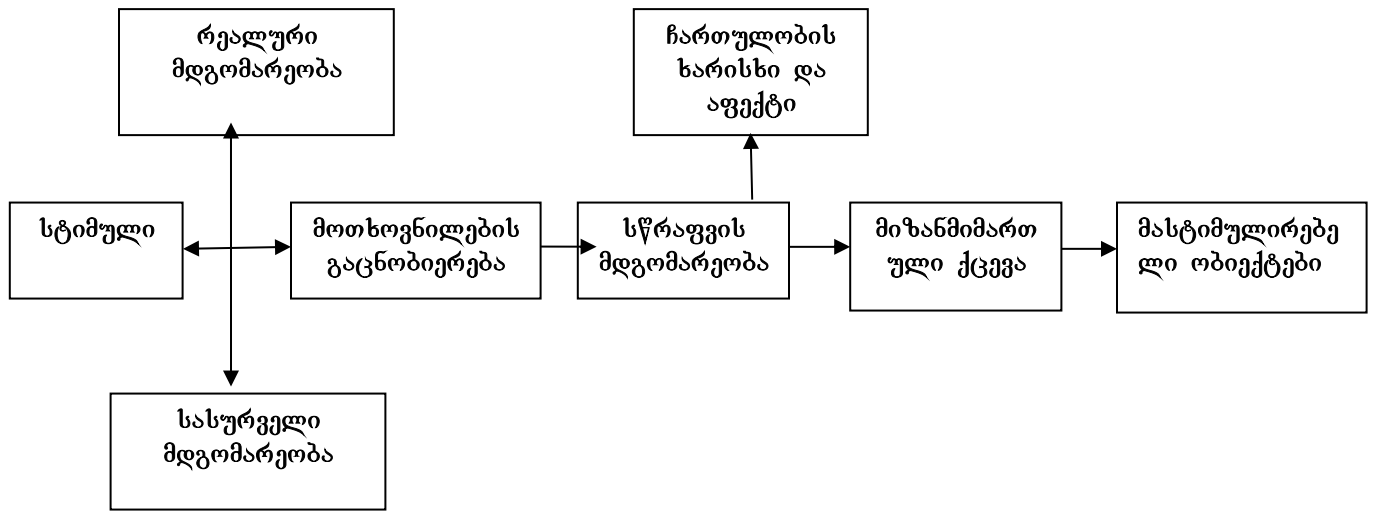 რეალური
მდგომარეობა
ჩართულობის
ხარისხი და
აფექტი
სტიმული
მოთხოვნილების
გაცნობიერება
სწრაფვის
მდგომარეობა
მიზანმიმართ
ული ქცევა
მასტიმულირებე
ლი ობიექტები
სასურველი
მდგომარეობა